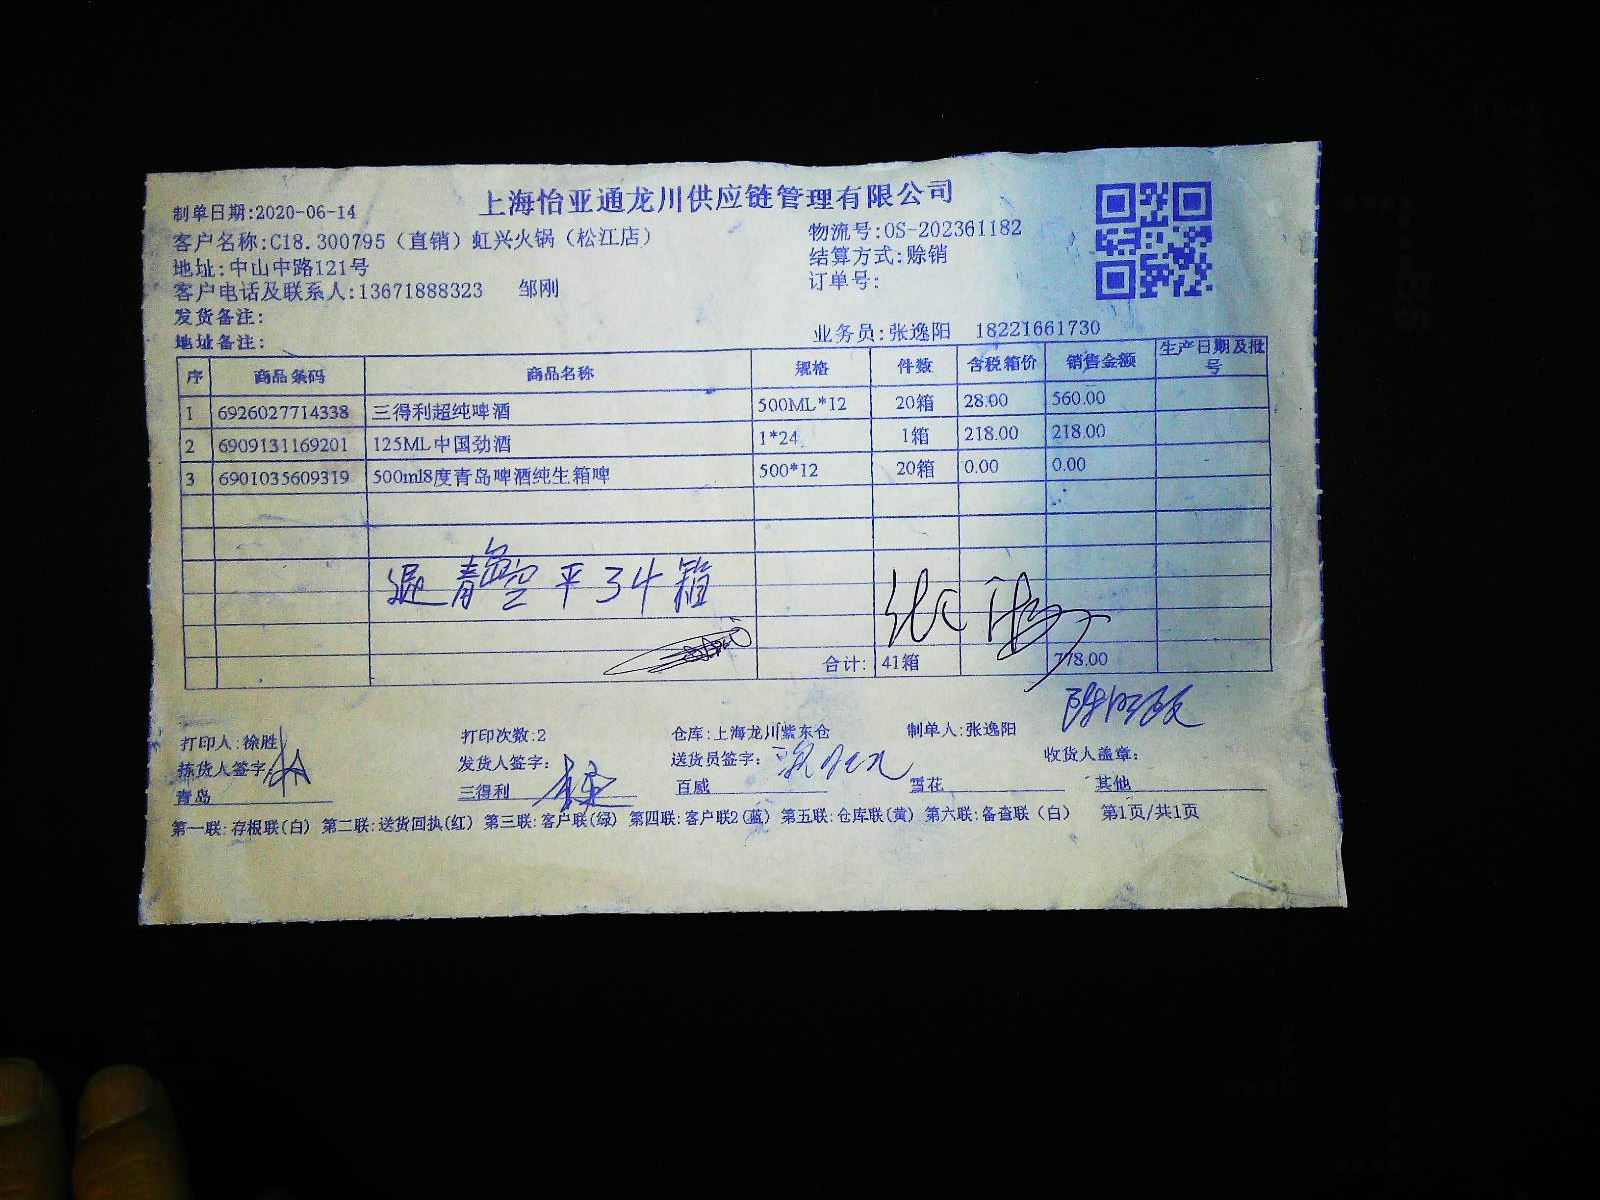 上海怡亚通龙川供应链管理有限公司
制单日期:2020-06-14
客户名称:C18.300795（直销）虹兴火锅（松江店） 物流号:OS-202361182
地址:中山中路121号 结算方式:赊销
客户电话及联系人:13671888323 邹刚 订单号:
发货备注:
地址备注: 业务员:张逸阳 18221661730
序 商品条码 商品名称 规格 件数 含税箱价 销售金额 生产日期及批号
1 6926027714338 三得利超纯啤酒 500ML*12 20箱 28.00 560.00
2 6909131169201 125ML中国劲酒 1*24 1箱 218.00 218.00
3 6901035609319 500ml8度青岛啤酒纯生箱啤 500*12 20箱 0.00 0.00
退青岛空平34箱
合计: 41箱 778.00
打印人:徐胜 打印次数:2 仓库:上海龙川紫东仓 制单人:张逸阳
拣货人签字: 发货人签字: 送货员签字: 收货人盖章:
青岛 三得利 百威 雪花 其他
第一联:存根联(白) 第二联:送货回执(红) 第三联:客户联(绿) 第四联:客户联2(蓝) 第五联:仓库联(黄) 第六联:备查联（白） 第1页/共1页